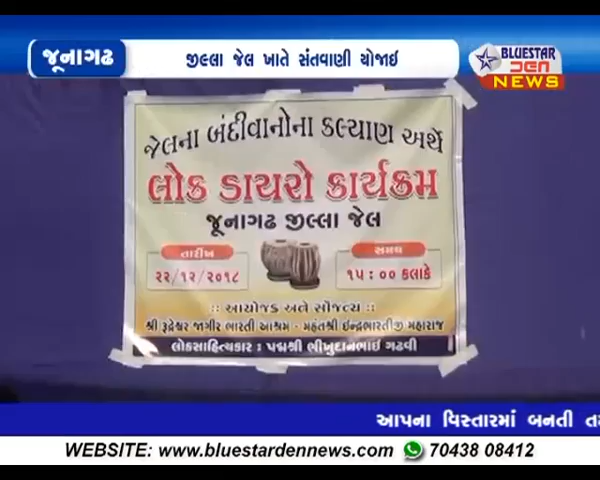 જૂનાગઢ
જીલ્લા જેલ ખાતે સંતવાણી યોજાઇ
BLUESTAR
DEN
NEWS
જેલના બંદીવાનોના કલ્યાણ અર્થે
લોક ડાયરો કાર્યક્રમ
જૂનાગઢ જીલ્લા જેલ
તારીખ
સમય
૨૨/૧૨/૨૦૧૮
૧૫ : ૦૦ કલાકે
:: આયોજક અને સૌજન્ય ::
શ્રી રૂદ્રેશ્વર જાગીર ભારતી આશ્રમ - મહંતશ્રી ઇન્દ્રભારતીજી મહારાજ
લોકસાહિત્યકાર : પદ્મશ્રી ભીખુદાનભાઈ ગઢવી
આપના વિસ્તારમાં બનતી
WEBSITE: www.bluestardennews.com 70438 08412